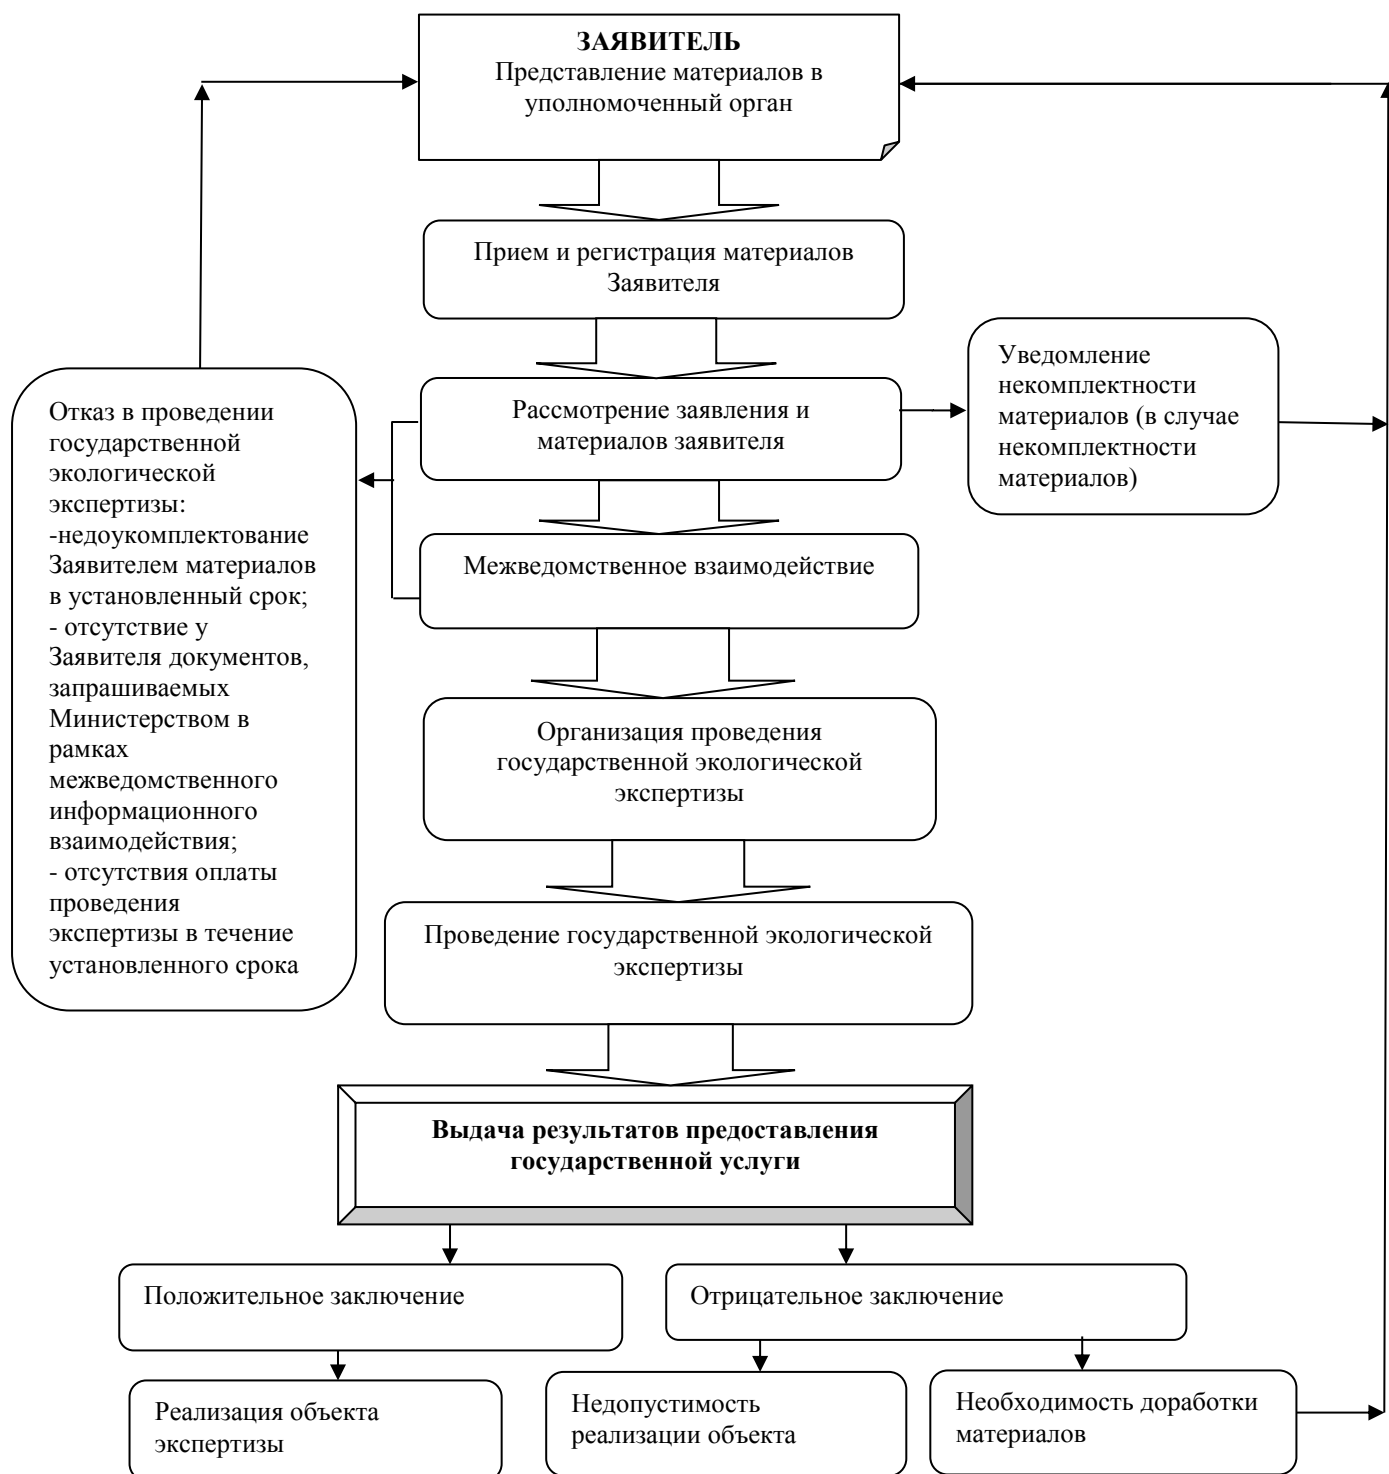 ЗАЯВИТЕЛЬ
Представление материалов в
уполномоченный орган
Прием и регистрация материалов
Заявителя
Рассмотрение заявления и
материалов заявителя
Уведомление
некомплектности
материалов (в случае
некомплектности
материалов)
Отказ в проведении
государственной
экологической
экспертизы:
-недоукомплектование
Заявителем материалов
в установленный срок;
- отсутствие у
Заявителя документов,
запрашиваемых
Министерством в
рамках
межведомственного
информационного
взаимодействия;
- отсутствия оплаты
проведения
экспертизы в течение
установленного срока
Межведомственное взаимодействие
Организация проведения
государственной экологической
экспертизы
Проведение государственной экологической
экспертизы
Выдача результатов предоставления
государственной услуги
Положительное заключение
Отрицательное заключение
Реализация объекта
экспертизы
Недопустимость
реализации объекта
Необходимость доработки
материалов